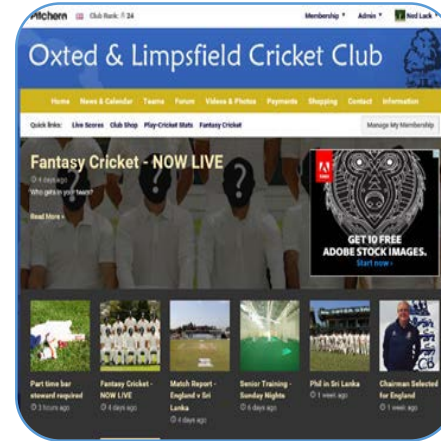 Pitchero Club Rank: 24 Membership Admin Ned Lack
Oxted & Limpsfield Cricket Club
Home News & Calendar Teams Forum Videos & Photos Payments Shopping Contact Information
Quick links: Live Scores Club Shop Play-Cricket Stats Fantasy Cricket Manage My Membership
Fantasy Cricket - NOW LIVE
4 days ago
Who gets in your team?
Read More »
GET 10 FREE
ADOBE STOCK IMAGES.
Start now ›
Part time bar
steward required
3 hours ago
Fantasy Cricket -
NOW LIVE
4 days ago
Match Report -
England v Sri
Lanka
4 days ago
Senior Training -
Sunday Nights
6 days ago
Phil in Sri Lanka
1 week ago
Chairman Selected
for England
1 week ago